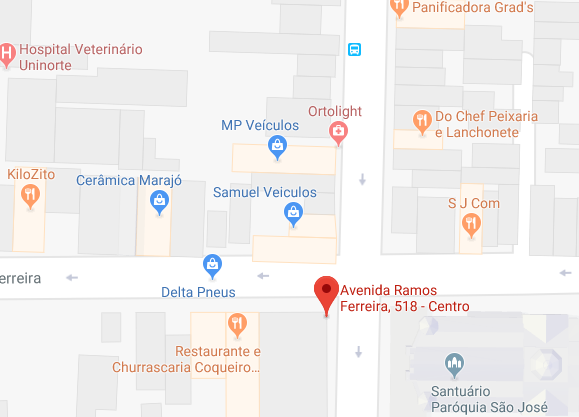 Panificadora Grad's
Hospital Veterinário
Uninorte
H
Ortolight
MP Veículos
Do Chef Peixaria
e Lanchonete
KiloZito
Cerâmica Marajó
Samuel Veiculos
S J Com
erreira
Delta Pneus
Avenida Ramos
Ferreira, 518 - Centro
Restaurante e
Churrascaria Coqueiro...
Santuário
Paróquia São José